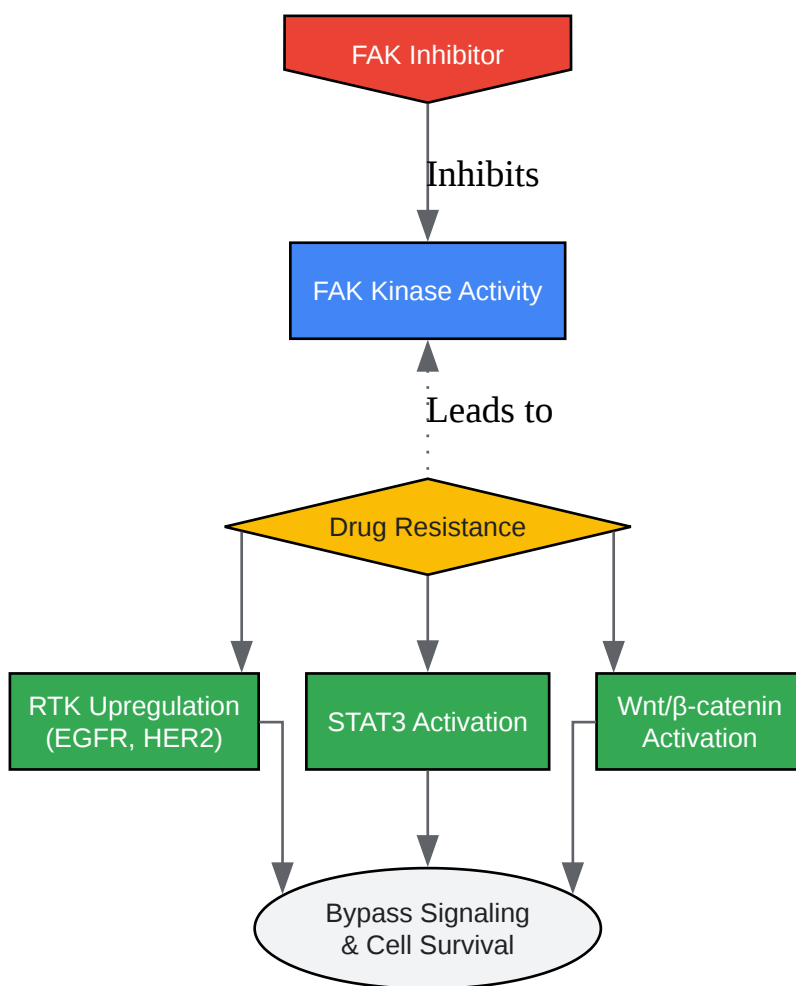 FAK Inhibitor
Inhibits
FAK Kinase Activity
Leads to
Drug Resistance
RTK Upregulation
(EGFR, HER2)
STAT3 Activation
Wnt/β-catenin
Activation
Bypass Signaling
& Cell Survival